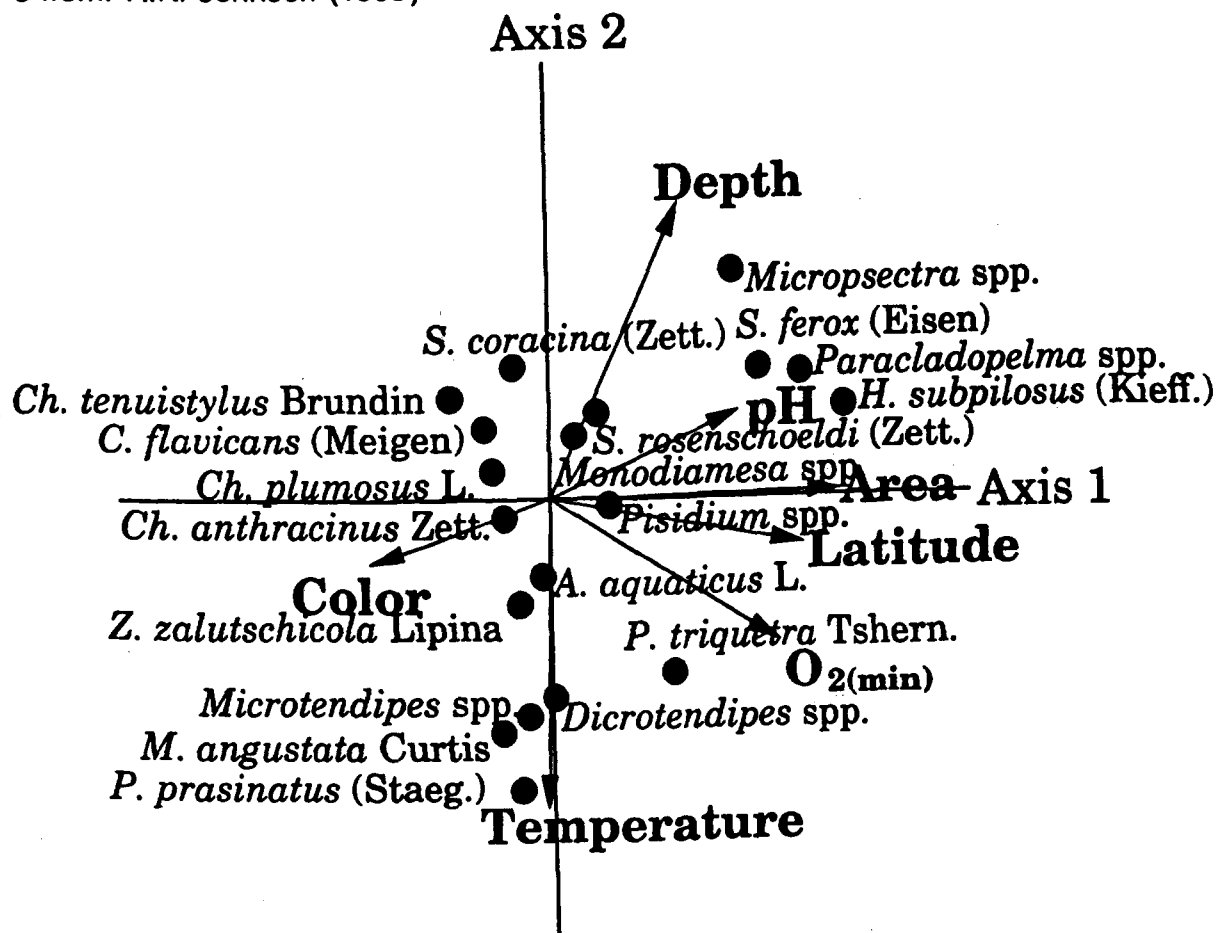 Axis 2
Depth
Micropsectra spp.
S. coracina (Zett.)
S. ferox (Eisen)
Paracladopelma spp.
Ch. tenuistylus Brundin
pH
H. subpilosus (Kieff.)
C. flavicans (Meigen)
S. rosenschoeldi (Zett.)
Monodiamesa spp.
Ch. plumosus L.
Area
Axis 1
Ch. anthracinus Zett.
Pisidium spp.
Latitude
Color
A. aquaticus L.
Z. zalutschicola Lipina
P. triquetra Tshern.
O2(min)
Microtendipes spp.
Dicrotendipes spp.
M. angustata Curtis
P. prasinatus (Staeg.)
Temperature